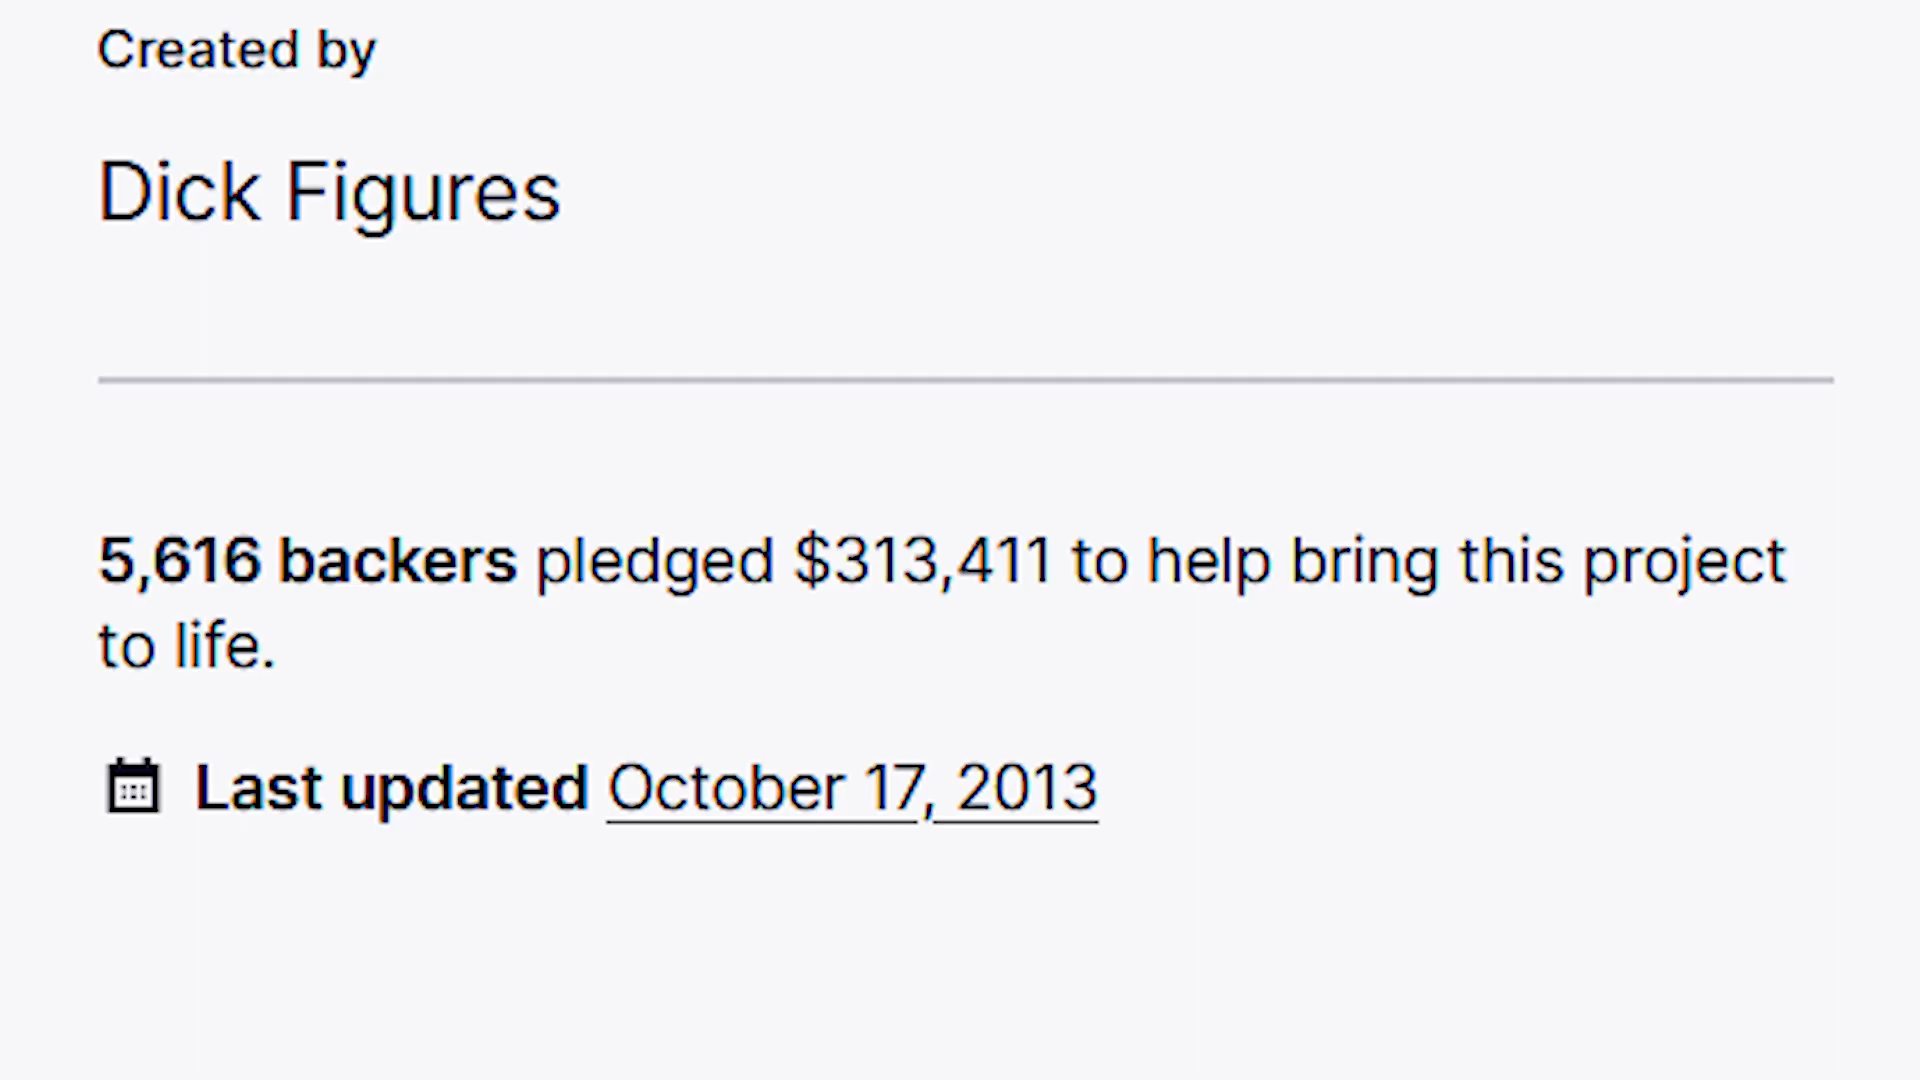 Created by
Dick Figures
5,616 backers pledged $313,411 to help bring this project
to life.
Last updated October 17, 2013